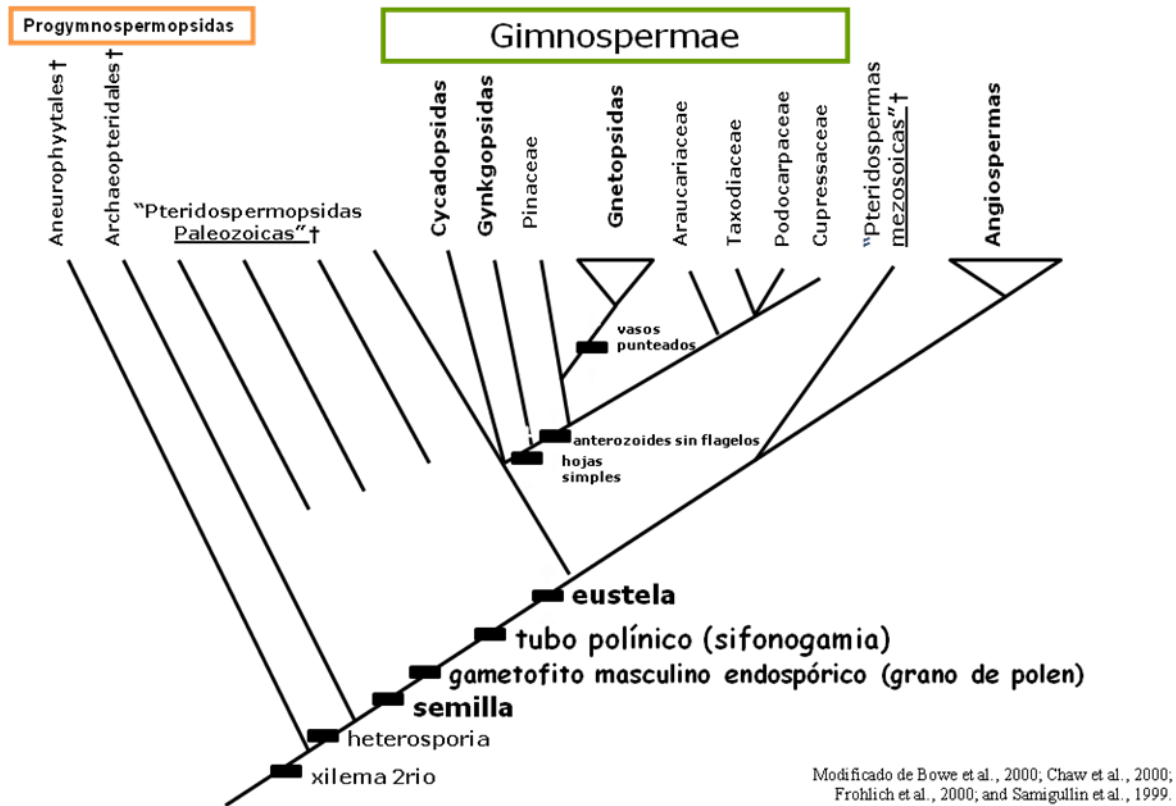 Progymnospermopsidas
Gimnospermae
Aneurophyytales†
Archaeopteridales†
"Pteridospermopsidas
Paleozoicas"†
Cycadopsidas
Gynkgopsidas
Pinaceae
Gnetopsidas
Araucariaceae
Taxodiaceae
Podocarpaceae
Cupressaceae
"Pteridospermas
mezosoicas"†
Angiospermas
vasos
punteados
anterozoides sin flagelos
hojas
simples
eustela
tubo polínico (sifonogamia)
gametofito masculino endospórico (grano de polen)
semilla
heterosporia
xilema 2rio
Modificado de Bowe et al., 2000; Chaw et al., 2000;
Frohlich et al., 2000; and Samigullin et al., 1999.